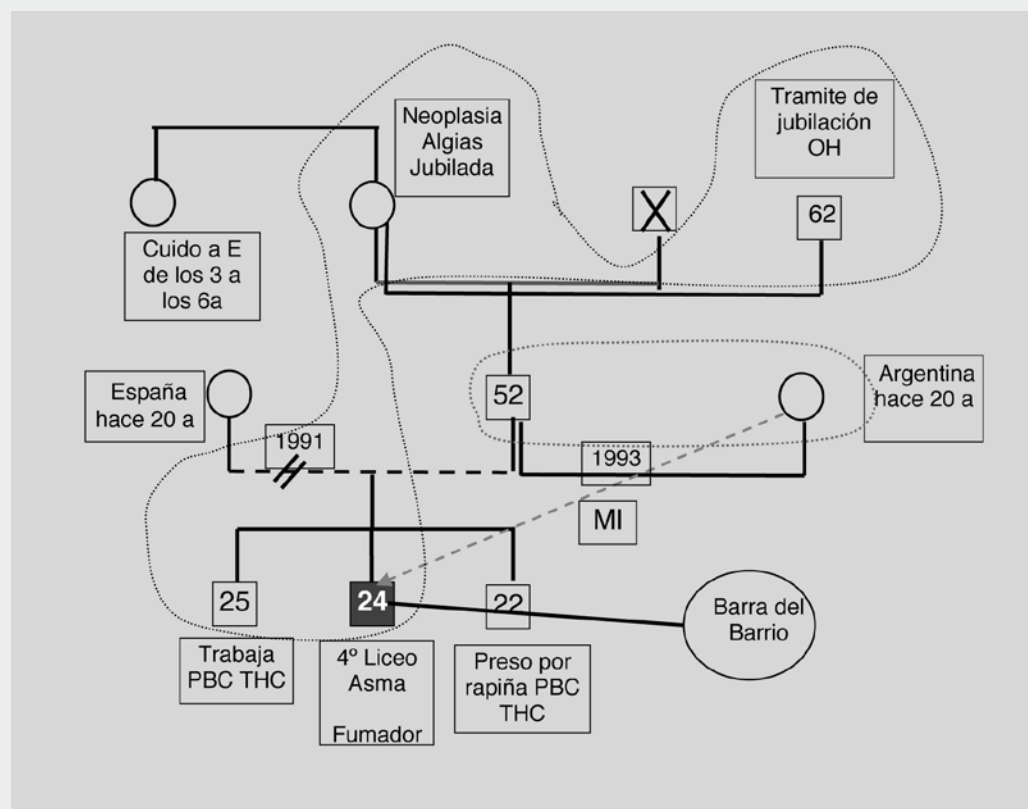 Neoplasia
Algias
Jubilada
Tramite de
jubilación
OH
X
62
Cuido a E
de los 3 a
los 6a
España
hace 20 a
1991
52
1993
MI
Argentina
hace 20 a
25
24
22
Trabaja
PBC THC
4º Liceo
Asma
Fumador
Preso por
rapiña PBC
THC
Barra del
Barrio